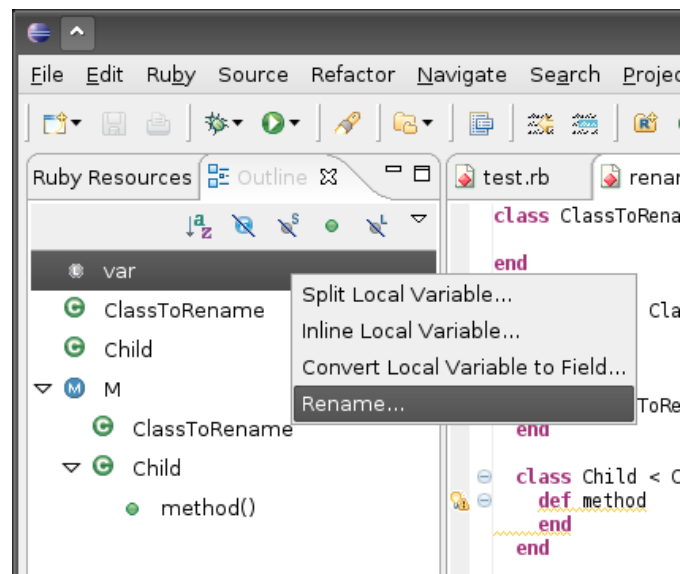 File Edit Ruby Source Refactor Navigate Search Projec
Ruby Resources Outline
test.rb renar
var
ClassToRename
Child
M
ClassToRename
Child
method()
Split Local Variable...
Inline Local Variable...
Convert Local Variable to Field...
Rename...
class ClassToRena
end
Cla
ToRe
end
class Child < C
def method
end
end